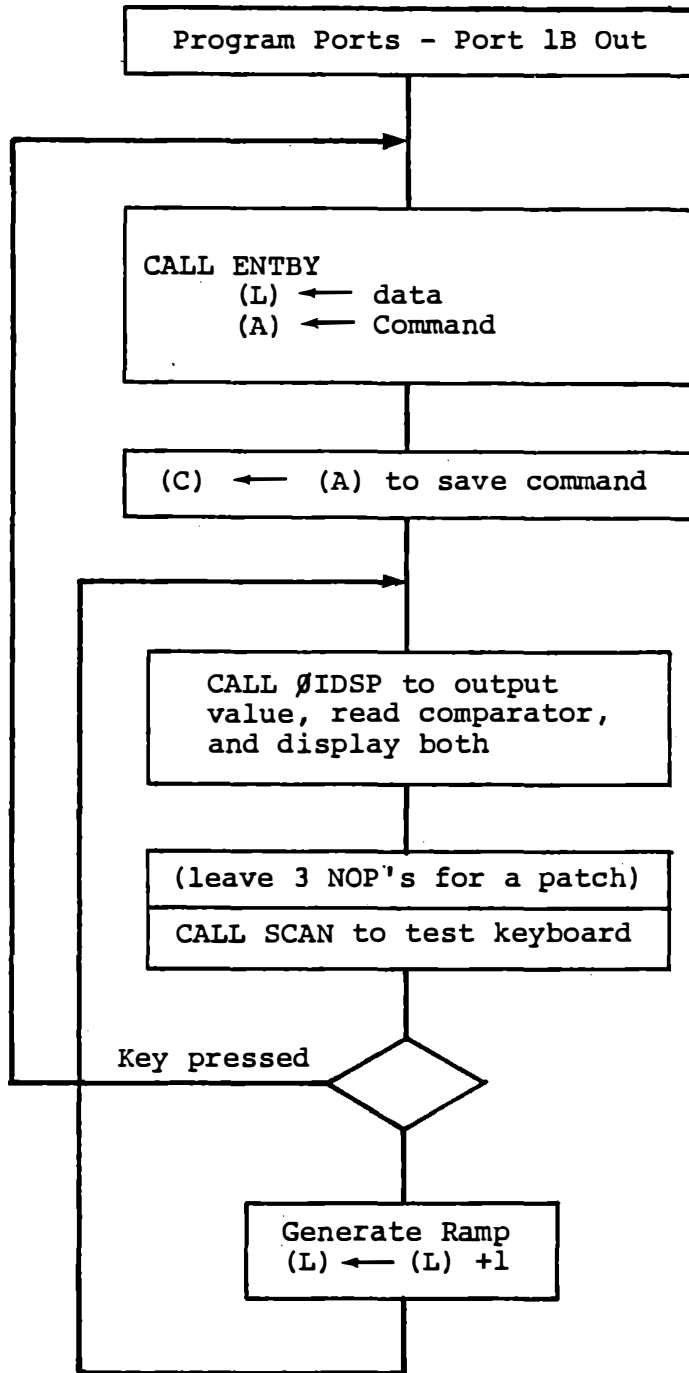 Program Ports - Port 1B Out
CALL ENTBY
(L) ← data
(A) ← Command
(C) ← (A) to save command
CALL ØIDSP to output
value, read comparator,
and display both
(leave 3 NOP's for a patch)
CALL SCAN to test keyboard
Key pressed
Generate Ramp
(L) ← (L) +1